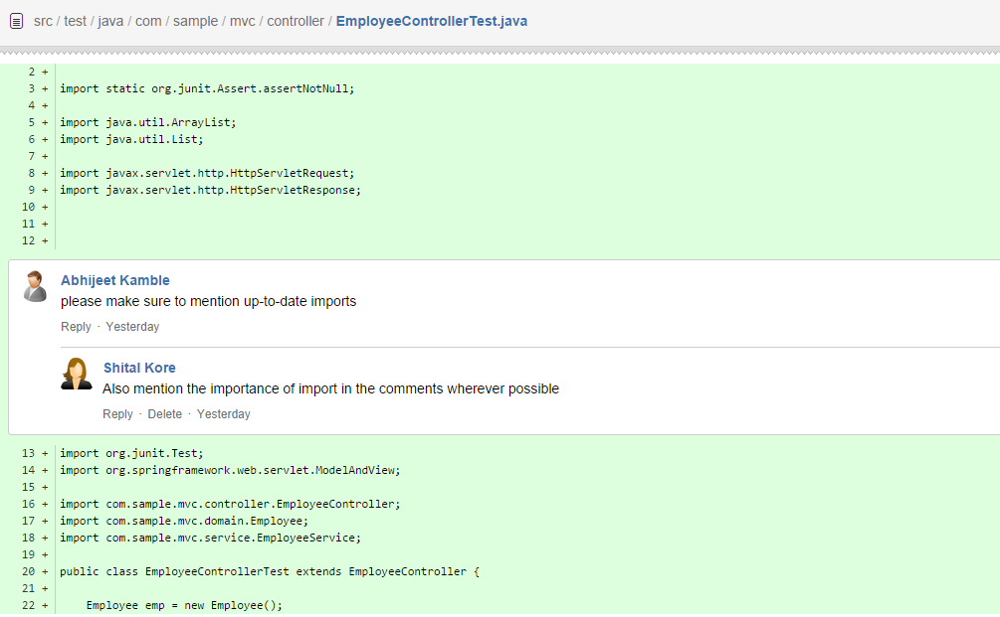 src / test / java / com / sample / mvc / controller / EmployeeControllerTest.java
2 +
3 + import static org.junit.Assert.assertNotNull;
4 +
5 + import java.util.ArrayList;
6 + import java.util.List;
7 +
8 + import javax.servlet.http.HttpServletRequest;
9 + import javax.servlet.http.HttpServletResponse;
10 +
11 +
12 +
Abhijeet Kamble
please make sure to mention up-to-date imports
Reply · Yesterday
Shital Kore
Also mention the importance of import in the comments wherever possible
Reply · Delete · Yesterday
13 + import org.junit.Test;
14 + import org.springframework.web.servlet.ModelAndView;
15 +
16 + import com.sample.mvc.controller.EmployeeController;
17 + import com.sample.mvc.domain.Employee;
18 + import com.sample.mvc.service.EmployeeService;
19 +
20 + public class EmployeeControllerTest extends EmployeeController {
21 +
22 + Employee emp = new Employee();